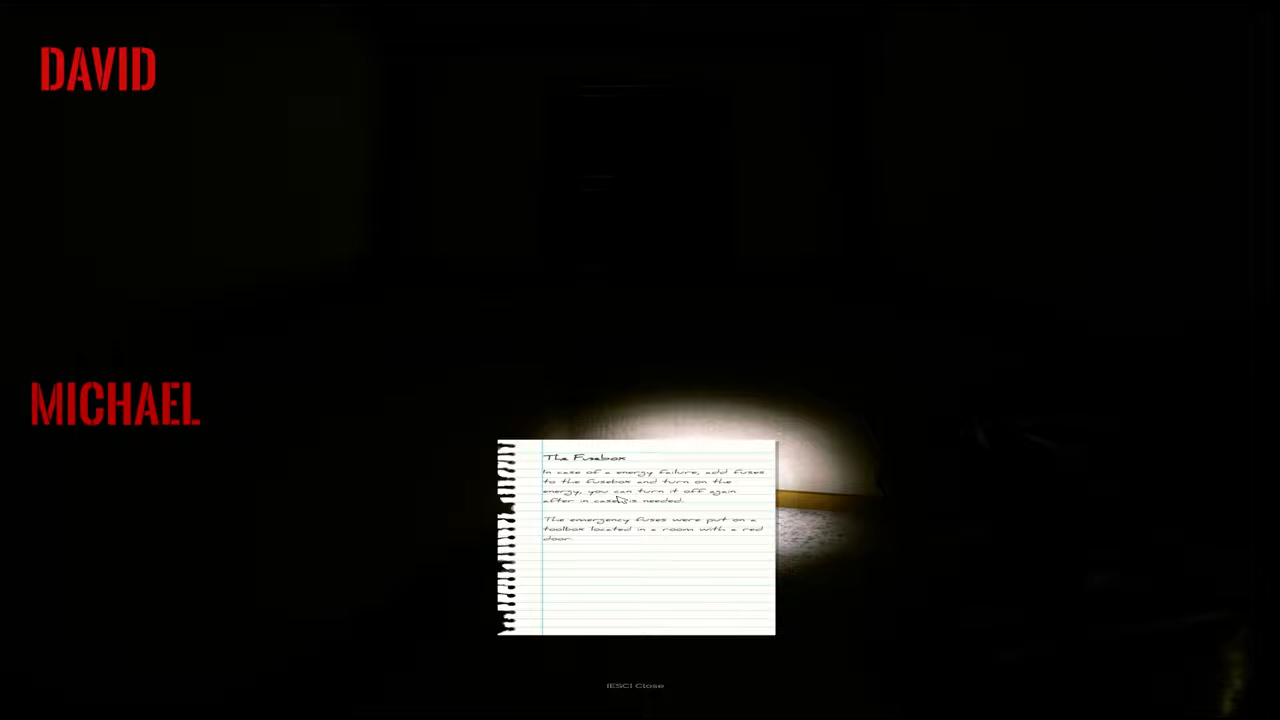 DAVID
MICHAEL
The Fusebox
In case of a energy failure, add fuses
to the fusebox and turn on the
energy, you can turn it off again
after in case is needed.
The emergency fuses were put on a
toolbox located in a room with a red
door.
[ESC] Close